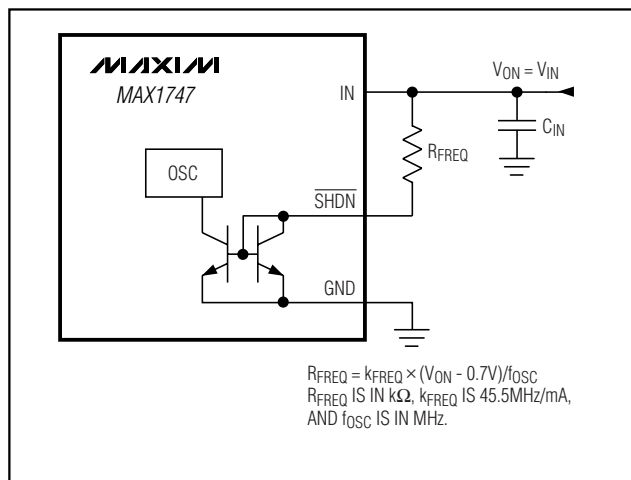 MAXIM
MAX1747
IN
V_ON = V_IN
C_IN
R_FREQ
OSC
S̅H̅D̅N̅
GND
R_FREQ = k_FREQ × (V_ON - 0.7V)/f_OSC
R_FREQ IS IN kΩ, k_FREQ IS 45.5MHz/mA,
AND f_OSC IS IN MHz.